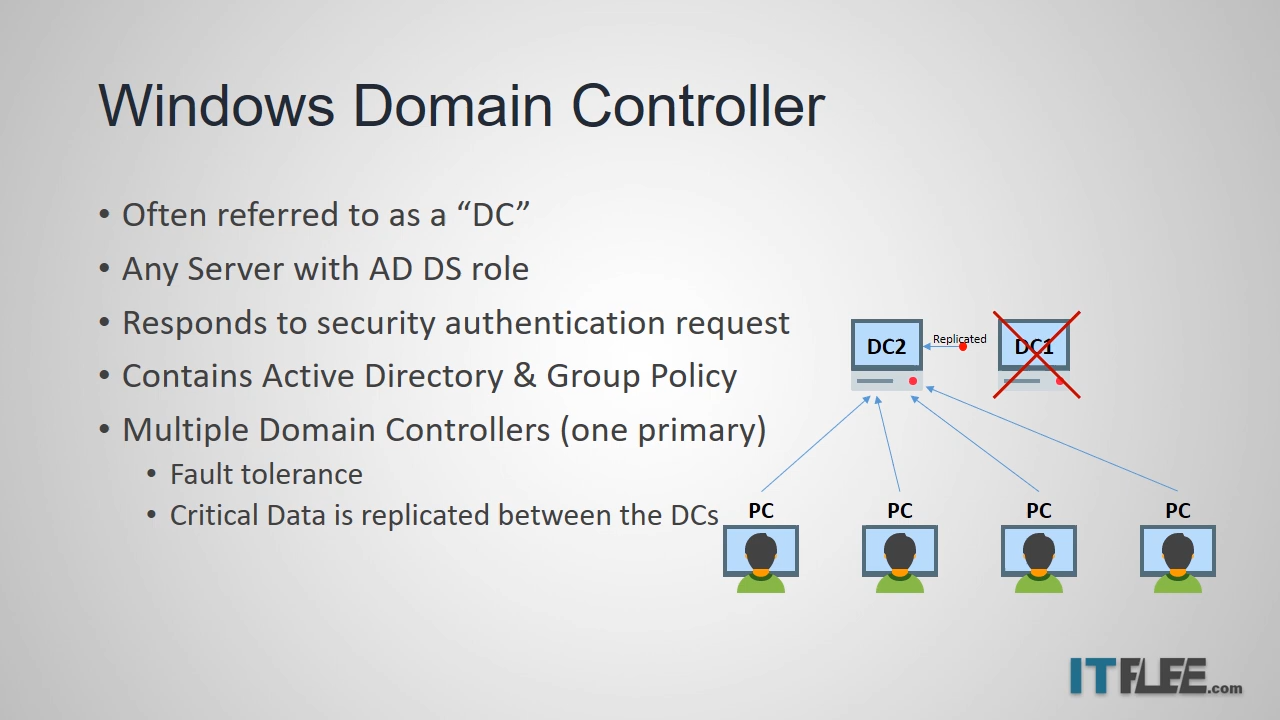 Windows Domain Controller
• Often referred to as a “DC”
• Any Server with AD DS role
• Responds to security authentication request
• Contains Active Directory & Group Policy
• Multiple Domain Controllers (one primary)
• Fault tolerance
• Critical Data is replicated between the DCs
DC2
Replicated
DC1
PC
PC
PC
PC
ITFLEE.com